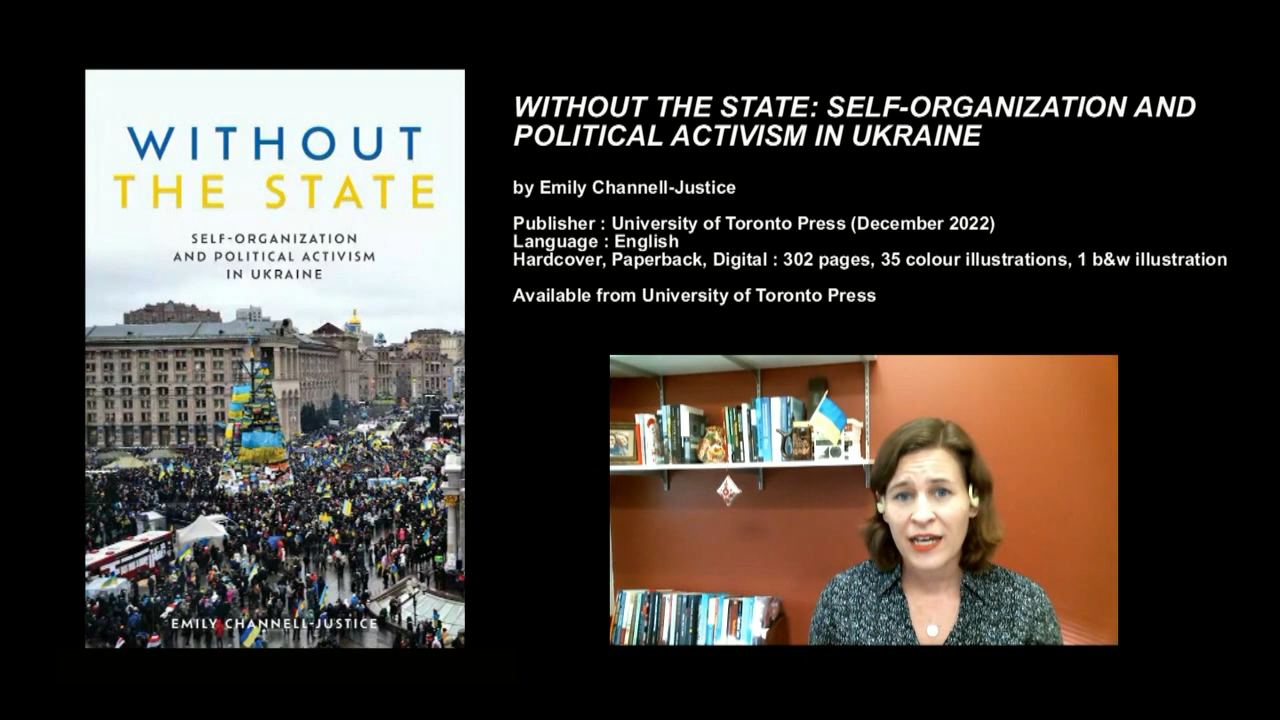 WITHOUT
THE STATE
SELF-ORGANIZATION
AND POLITICAL ACTIVISM
IN UKRAINE
EMILY CHANNELL-JUSTICE
WITHOUT THE STATE: SELF-ORGANIZATION AND
POLITICAL ACTIVISM IN UKRAINE
by Emily Channell-Justice
Publisher : University of Toronto Press (December 2022)
Language : English
Hardcover, Paperback, Digital : 302 pages, 35 colour illustrations, 1 b&w illustration
Available from University of Toronto Press